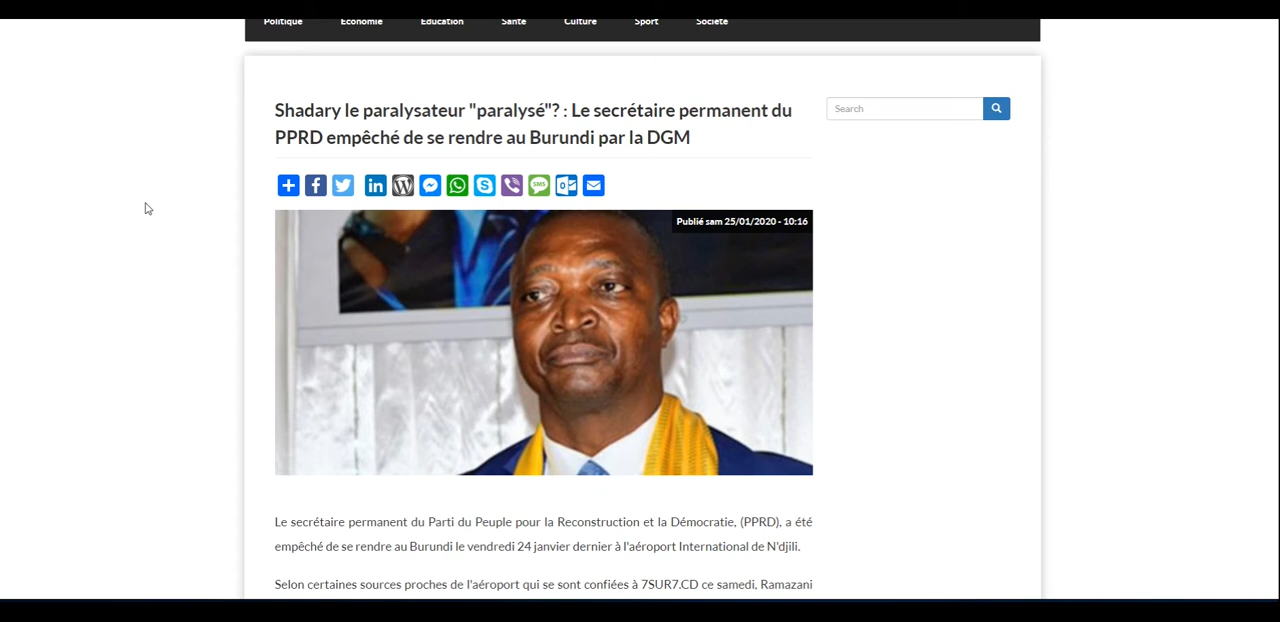 Politique Economie Education Santé Culture Sport Société
Shadary le paralysateur "paralysé"? : Le secrétaire permanent du
PPRD empêché de se rendre au Burundi par la DGM
Search
SMS
Publié sam 25/01/2020 - 10:16
Le secrétaire permanent du Parti du Peuple pour la Reconstruction et la Démocratie, (PPRD), a été
empêché de se rendre au Burundi le vendredi 24 janvier dernier à l'aéroport International de N'djili.
Selon certaines sources proches de l'aéroport qui se sont confiées à 7SUR7.CD ce samedi, Ramazani